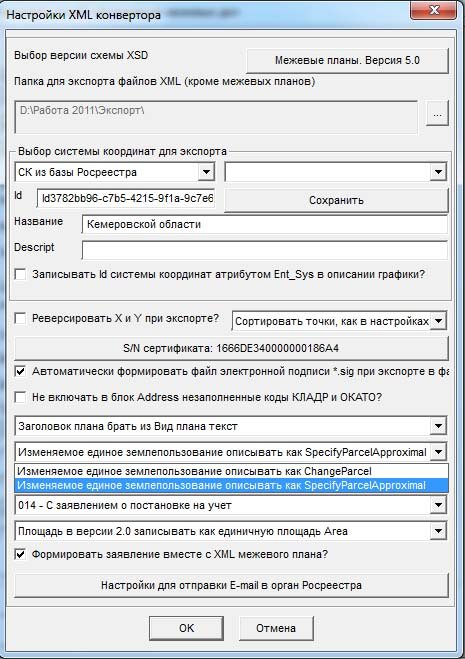 Настройки XML конвертора
Выбор версии схемы XSD
Межевые планы. Версия 5.0
Папка для экспорта файлов XML (кроме межевых планов)
D:\Работа 2011\Экспорт\
...
Выбор системы координат для экспорта
СК из базы Росреестра
Id
Id3782bb96-c7b5-4215-9f1a-9c7e6
Сохранить
Название
Кемеровской области
Descript
Записывать Id системы координат атрибутом Ent_Sys в описании графики?
Реверсировать X и Y при экспорте?
Сортировать точки, как в настройках
S/N сертификата: 1666DE340000000186A4
Автоматически формировать файл электронной подписи *.sig при экспорте в фа
Не включать в блок Address незаполненные коды КЛАДР и ОКАТО?
Заголовок плана брать из Вид плана текст
Изменяемое единое землепользование описывать как SpecifyParcelApproximal
Изменяемое единое землепользование описывать как ChangeParcel
Изменяемое единое землепользование описывать как SpecifyParcelApproximal
014 - С заявлением о постановке на учет
Площадь в версии 2.0 записывать как единичную площадь Area
Формировать заявление вместе с XML межевого плана?
Настройки для отправки E-mail в орган Росреестра
OK
Отмена